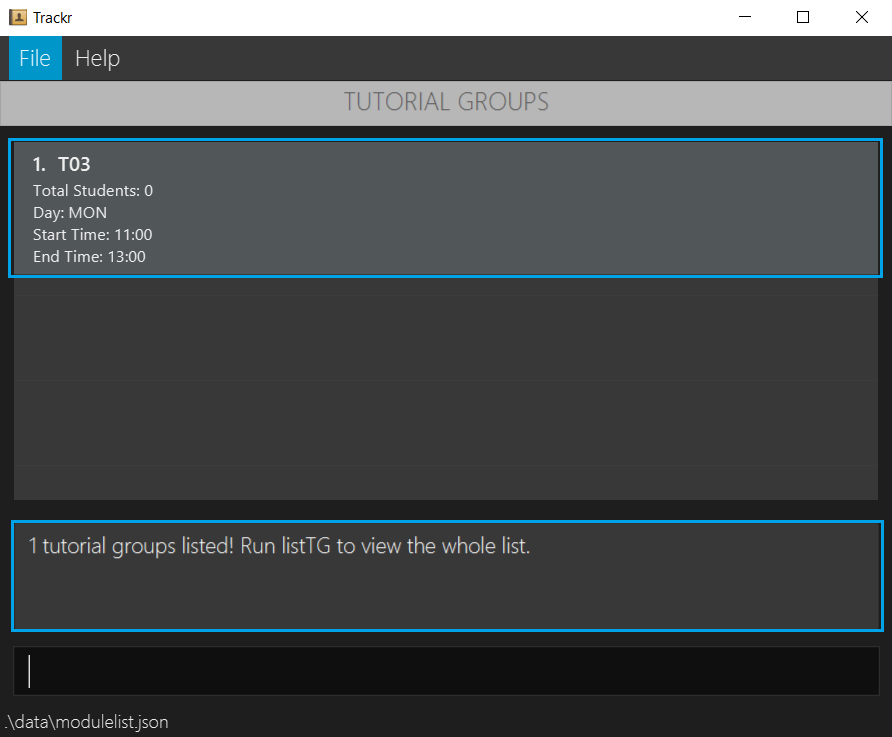 Trackr
File Help
TUTORIAL GROUPS
1. T03
Total Students: 0
Day: MON
Start Time: 11:00
End Time: 13:00
1 tutorial groups listed! Run listTG to view the whole list.
.\data\modulelist.json